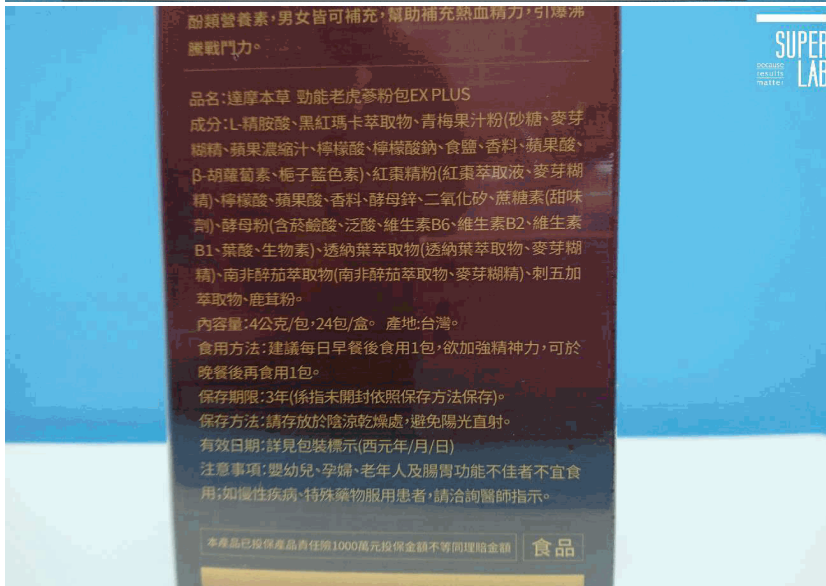 酚類營養素,男女皆可補充,幫助補充熱血精力,引爆沸
騰戰鬥力。
品名:達摩本草 勁能老虎蔘粉包EX PLUS
成分:L-精胺酸、黑紅瑪卡萃取物、青梅果汁粉(砂糖、麥芽
糊精、蘋果濃縮汁、檸檬酸、檸檬酸鈉、食鹽、香料、蘋果酸、
β-胡蘿蔔素、梔子藍色素)、紅棗精粉(紅棗萃取液、麥芽糊
精)、檸檬酸、蘋果酸、香料、酵母鋅、二氧化矽、蔗糖素(甜味
劑)、酵母粉(含菸鹼酸、泛酸、維生素B6、維生素B2、維生素
B1、葉酸、生物素)、透納葉萃取物(透納葉萃取物、麥芽糊
精)、南非醉茄萃取物(南非醉茄萃取物、麥芽糊精)、刺五加
萃取物、鹿茸粉。
內容量:4公克/包,24包/盒。 產地:台灣。
食用方法:建議每日早餐後食用1包,欲加強精神力,可於
晚餐後再食用1包。
保存期限:3年(係指未開封依照保存方法保存)。
保存方法:請存放於陰涼乾燥處,避免陽光直射。
有效日期:詳見包裝標示(西元年/月/日)
注意事項:嬰幼兒、孕婦、老年人及腸胃功能不佳者不宜食
用;如慢性疾病、特殊藥物服用患者,請洽詢醫師指示。
本產品已投保產品責任險1000萬元投保金額不等同理賠金額
食品
SUPER
LAB
because
results
matter